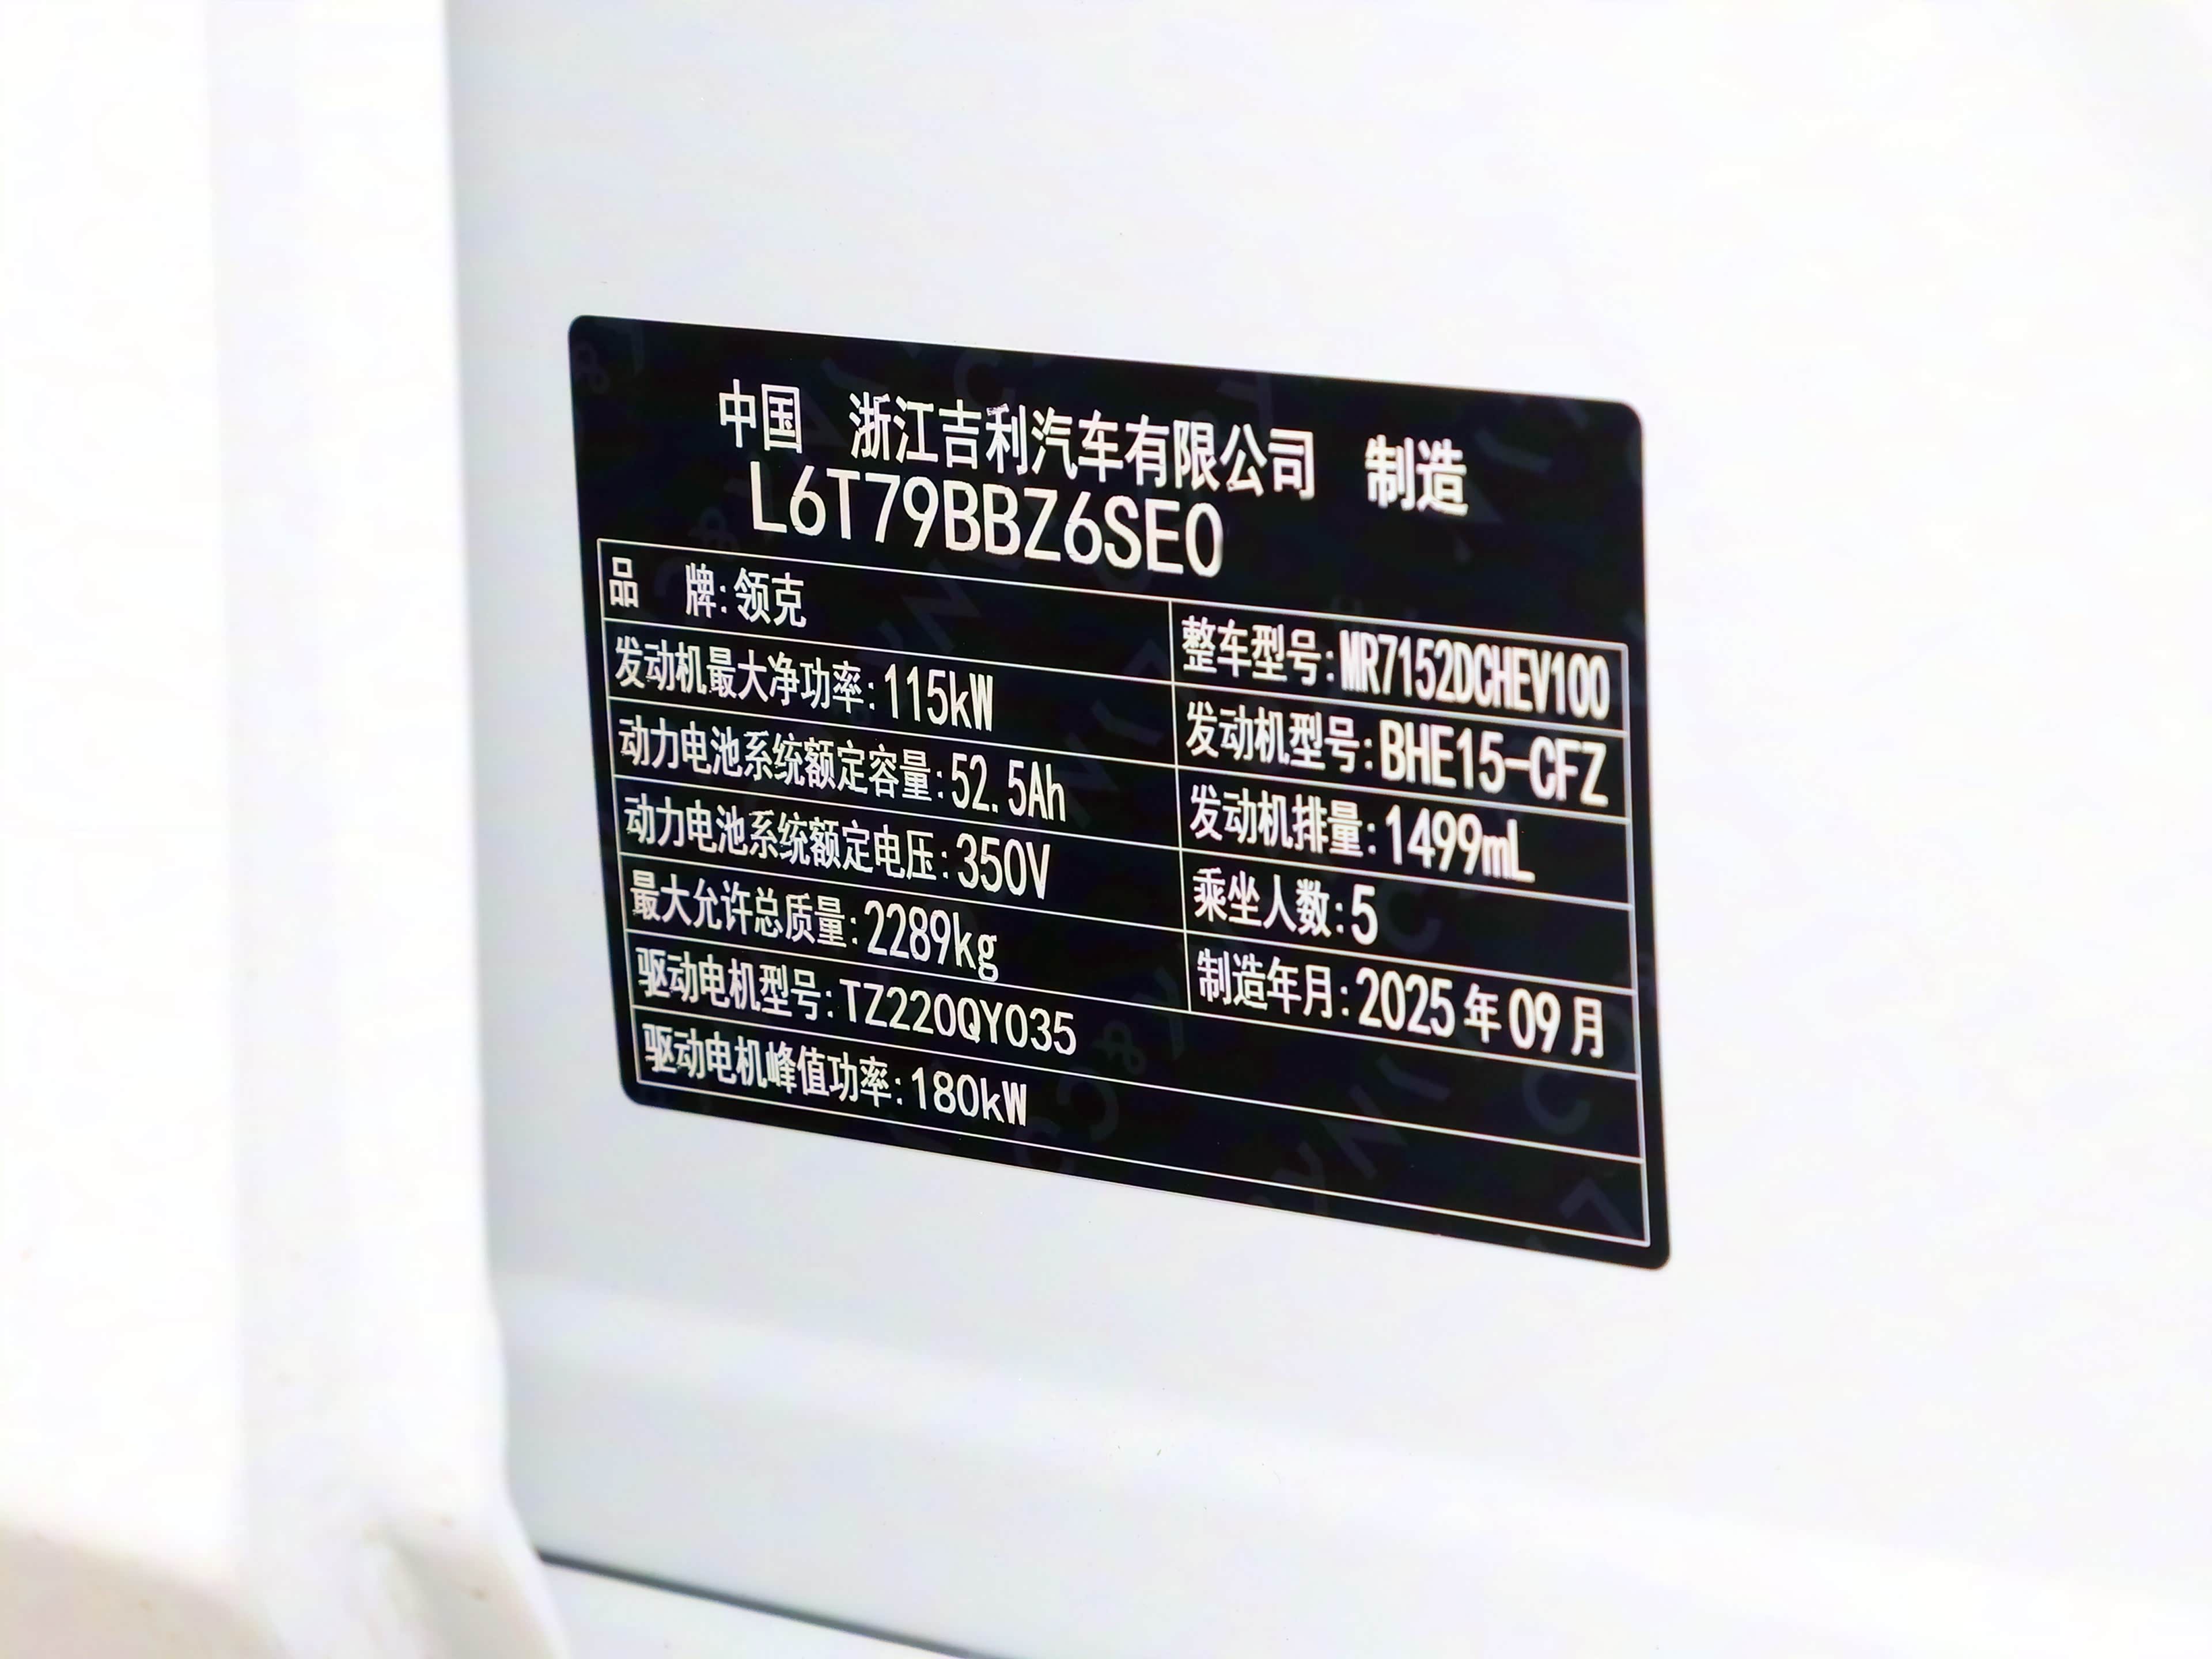 中国 浙江吉利汽车有限公司 制造
L6T79BBZ6SE0
品 牌:领克 整车型号:MR7152DCHEV100
发动机最大净功率:115kW 发动机型号:BHE15-CFZ
动力电池系统额定容量:52.5Ah 发动机排量:1499mL
动力电池系统额定电压:350V 乘坐人数:5
最大允许总质量:2289kg 制造年月:2025年09月
驱动电机型号:TZ220QY035
驱动电机峰值功率:180kW